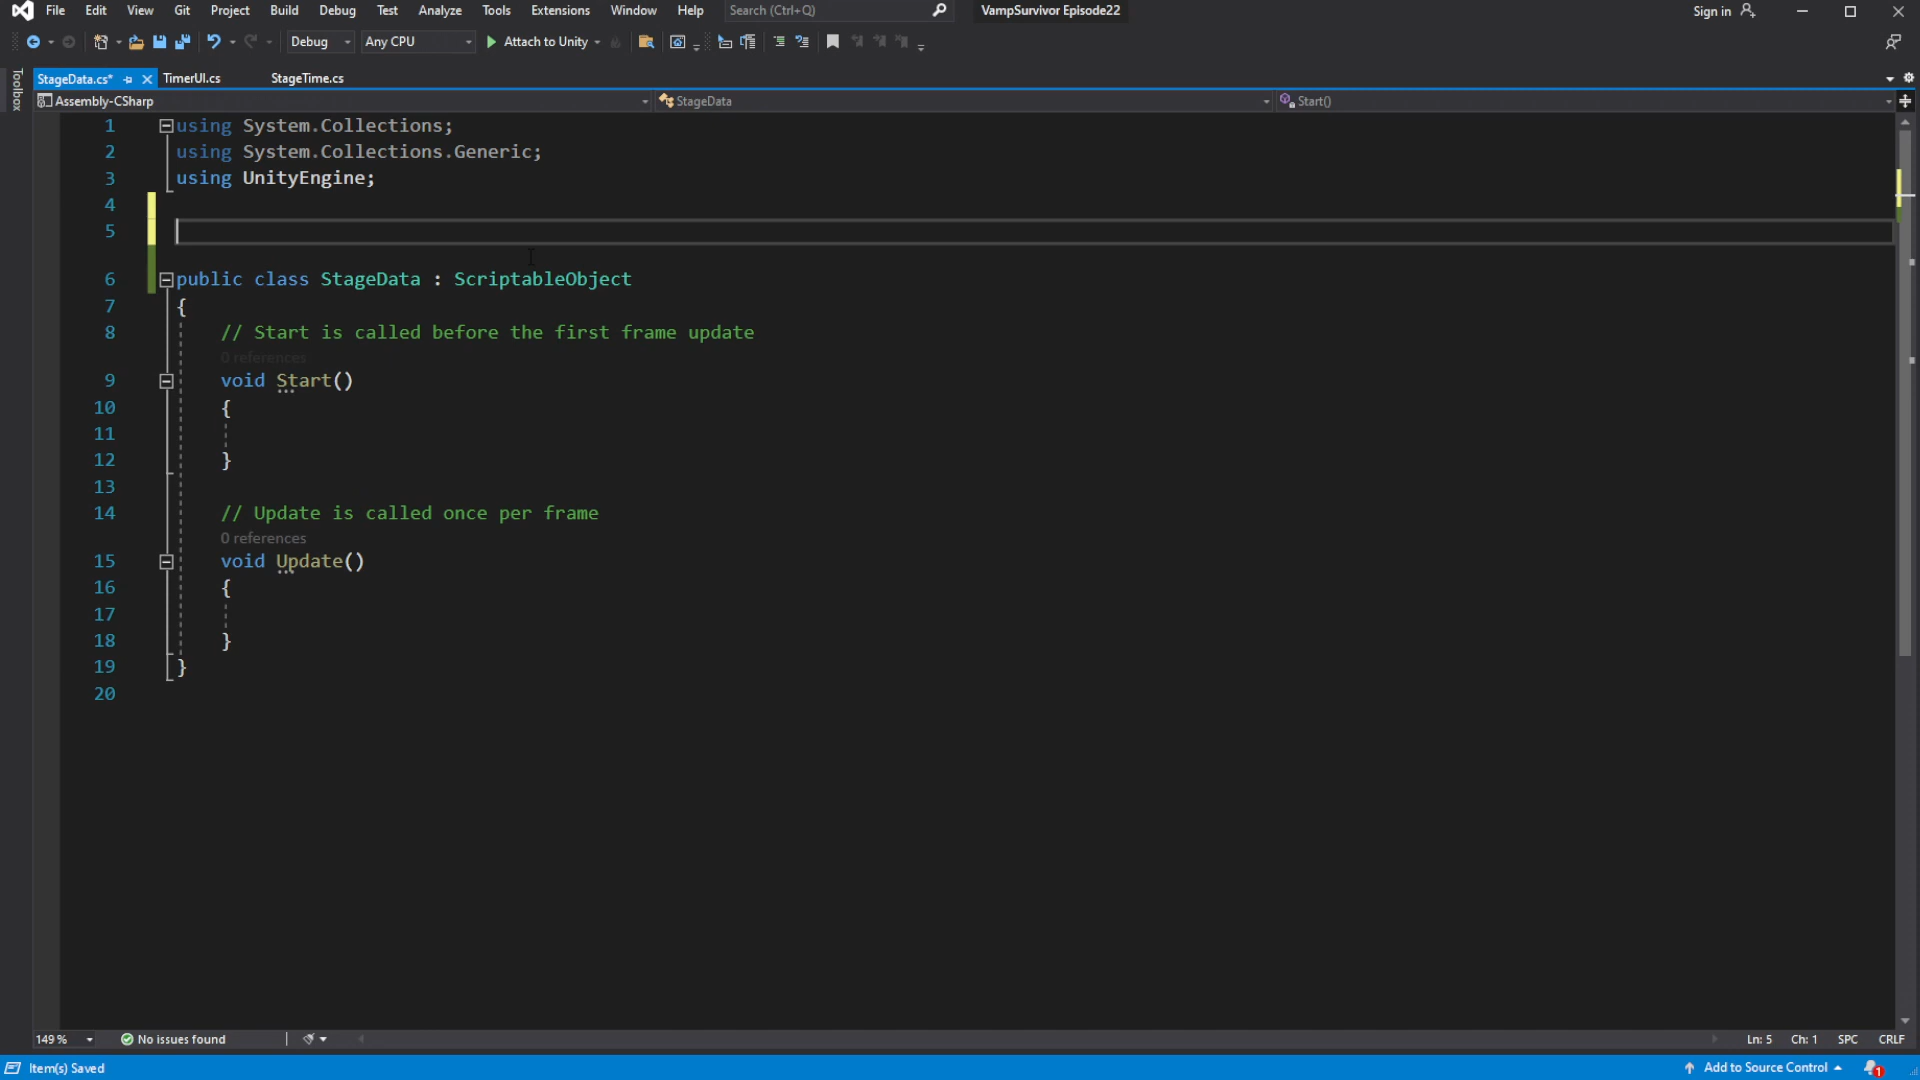 File Edit View Git Project Build Debug Test Analyze Tools Extensions Window Help Search (Ctrl+Q) VampSurvivor Episode22 Sign in
Debug Any CPU Attach to Unity
Toolbox
StageData.cs* TimerUI.cs StageTime.cs
Assembly-CSharp StageData Start()
1 using System.Collections;
2 using System.Collections.Generic;
3 using UnityEngine;
4
5
6 public class StageData : ScriptableObject
7 {
8 // Start is called before the first frame update
0 references
9 void Start()
10 {
11
12 }
13
14 // Update is called once per frame
0 references
15 void Update()
16 {
17
18 }
19 }
20
149 % No issues found Ln: 5 Ch: 1 SPC CRLF
Item(s) Saved Add to Source Control 1